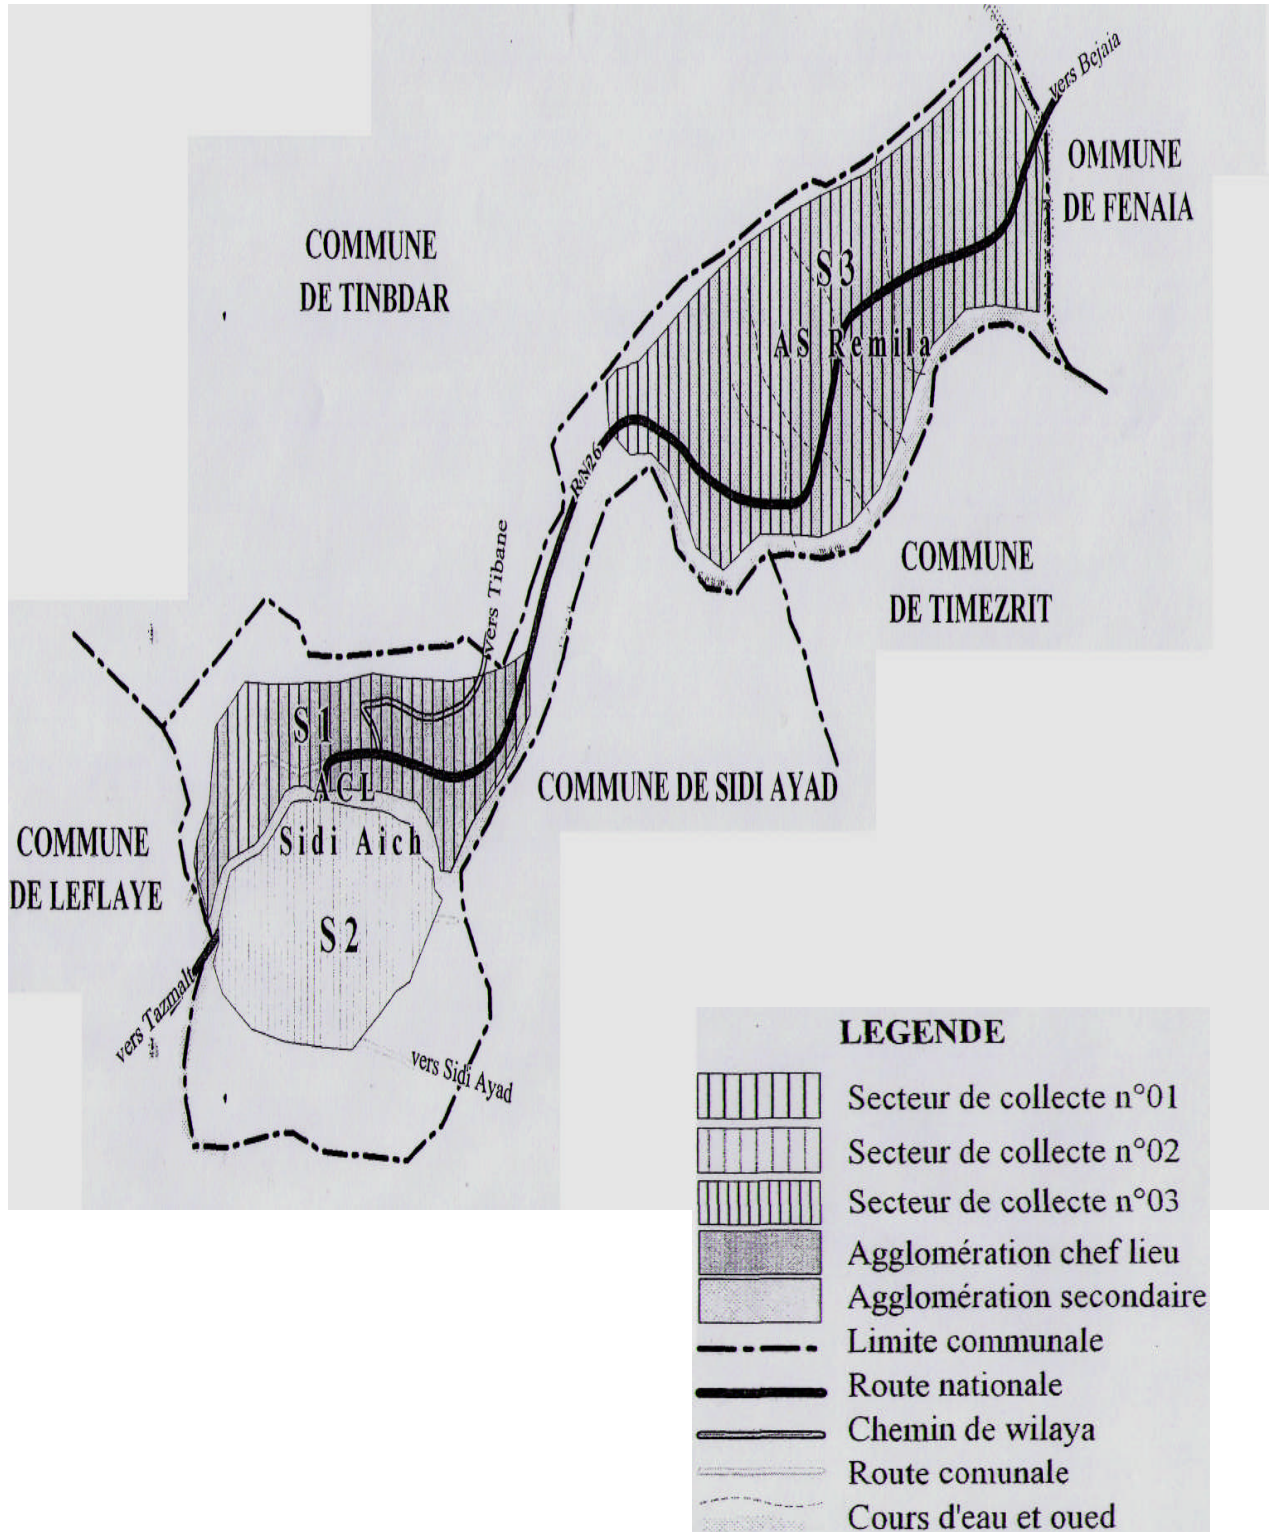 vers Bejaia
OMMUNE
DE FENAIA
COMMUNE
DE TINBDAR
S3
AS Remila
RN26
vers Tibane
COMMUNE
DE TIMEZRIT
S1
COMMUNE DE SIDI AYAD
ACL
Sidi Aich
COMMUNE
DE LEFLAYE
S2
vers Tazmalt
vers Sidi Ayad
LEGENDE
Secteur de collecte n°01
Secteur de collecte n°02
Secteur de collecte n°03
Agglomération chef lieu
Agglomération secondaire
Limite communale
Route nationale
Chemin de wilaya
Route comunale
Cours d'eau et oued